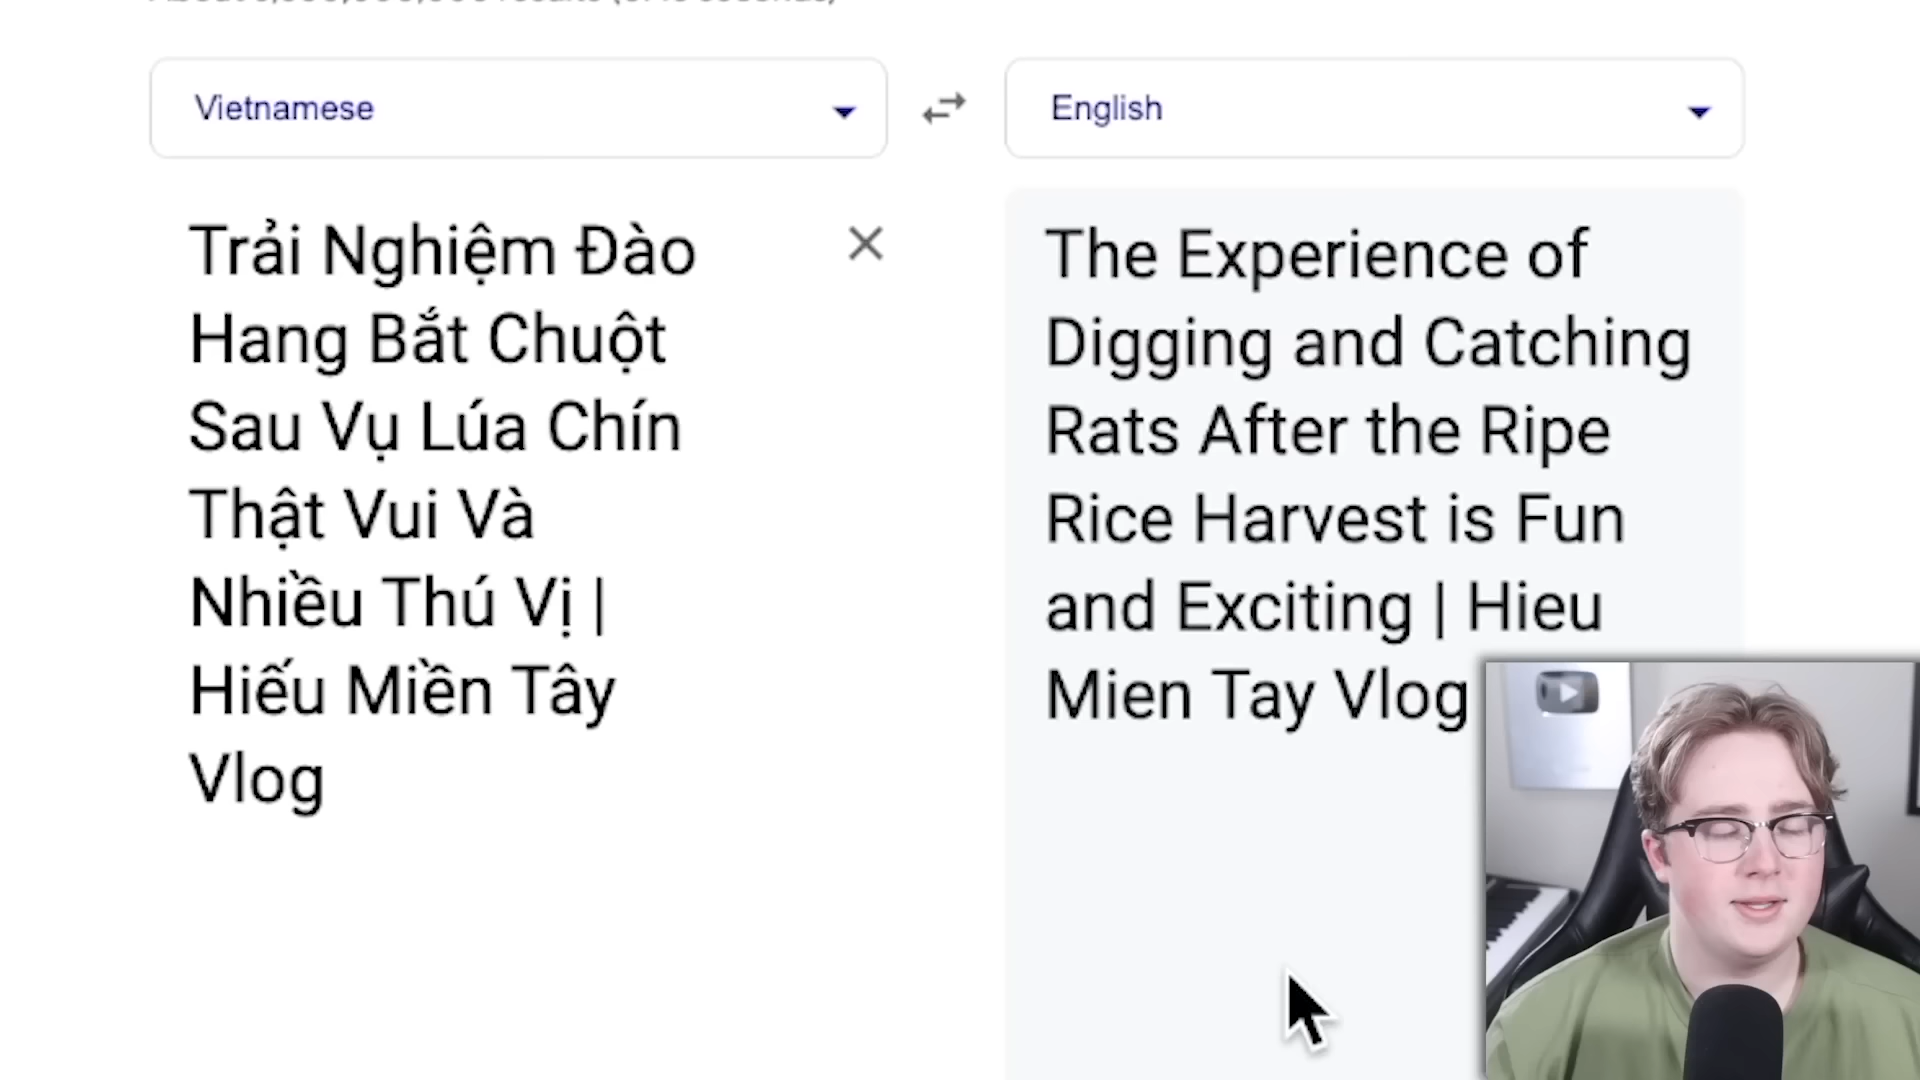 Vietnamese
English
Trải Nghiệm Đào
Hang Bắt Chuột
Sau Vụ Lúa Chín
Thật Vui Và
Nhiều Thú Vị |
Hiếu Miền Tây
Vlog
The Experience of
Digging and Catching
Rats After the Ripe
Rice Harvest is Fun
and Exciting | Hieu
Mien Tay Vlog